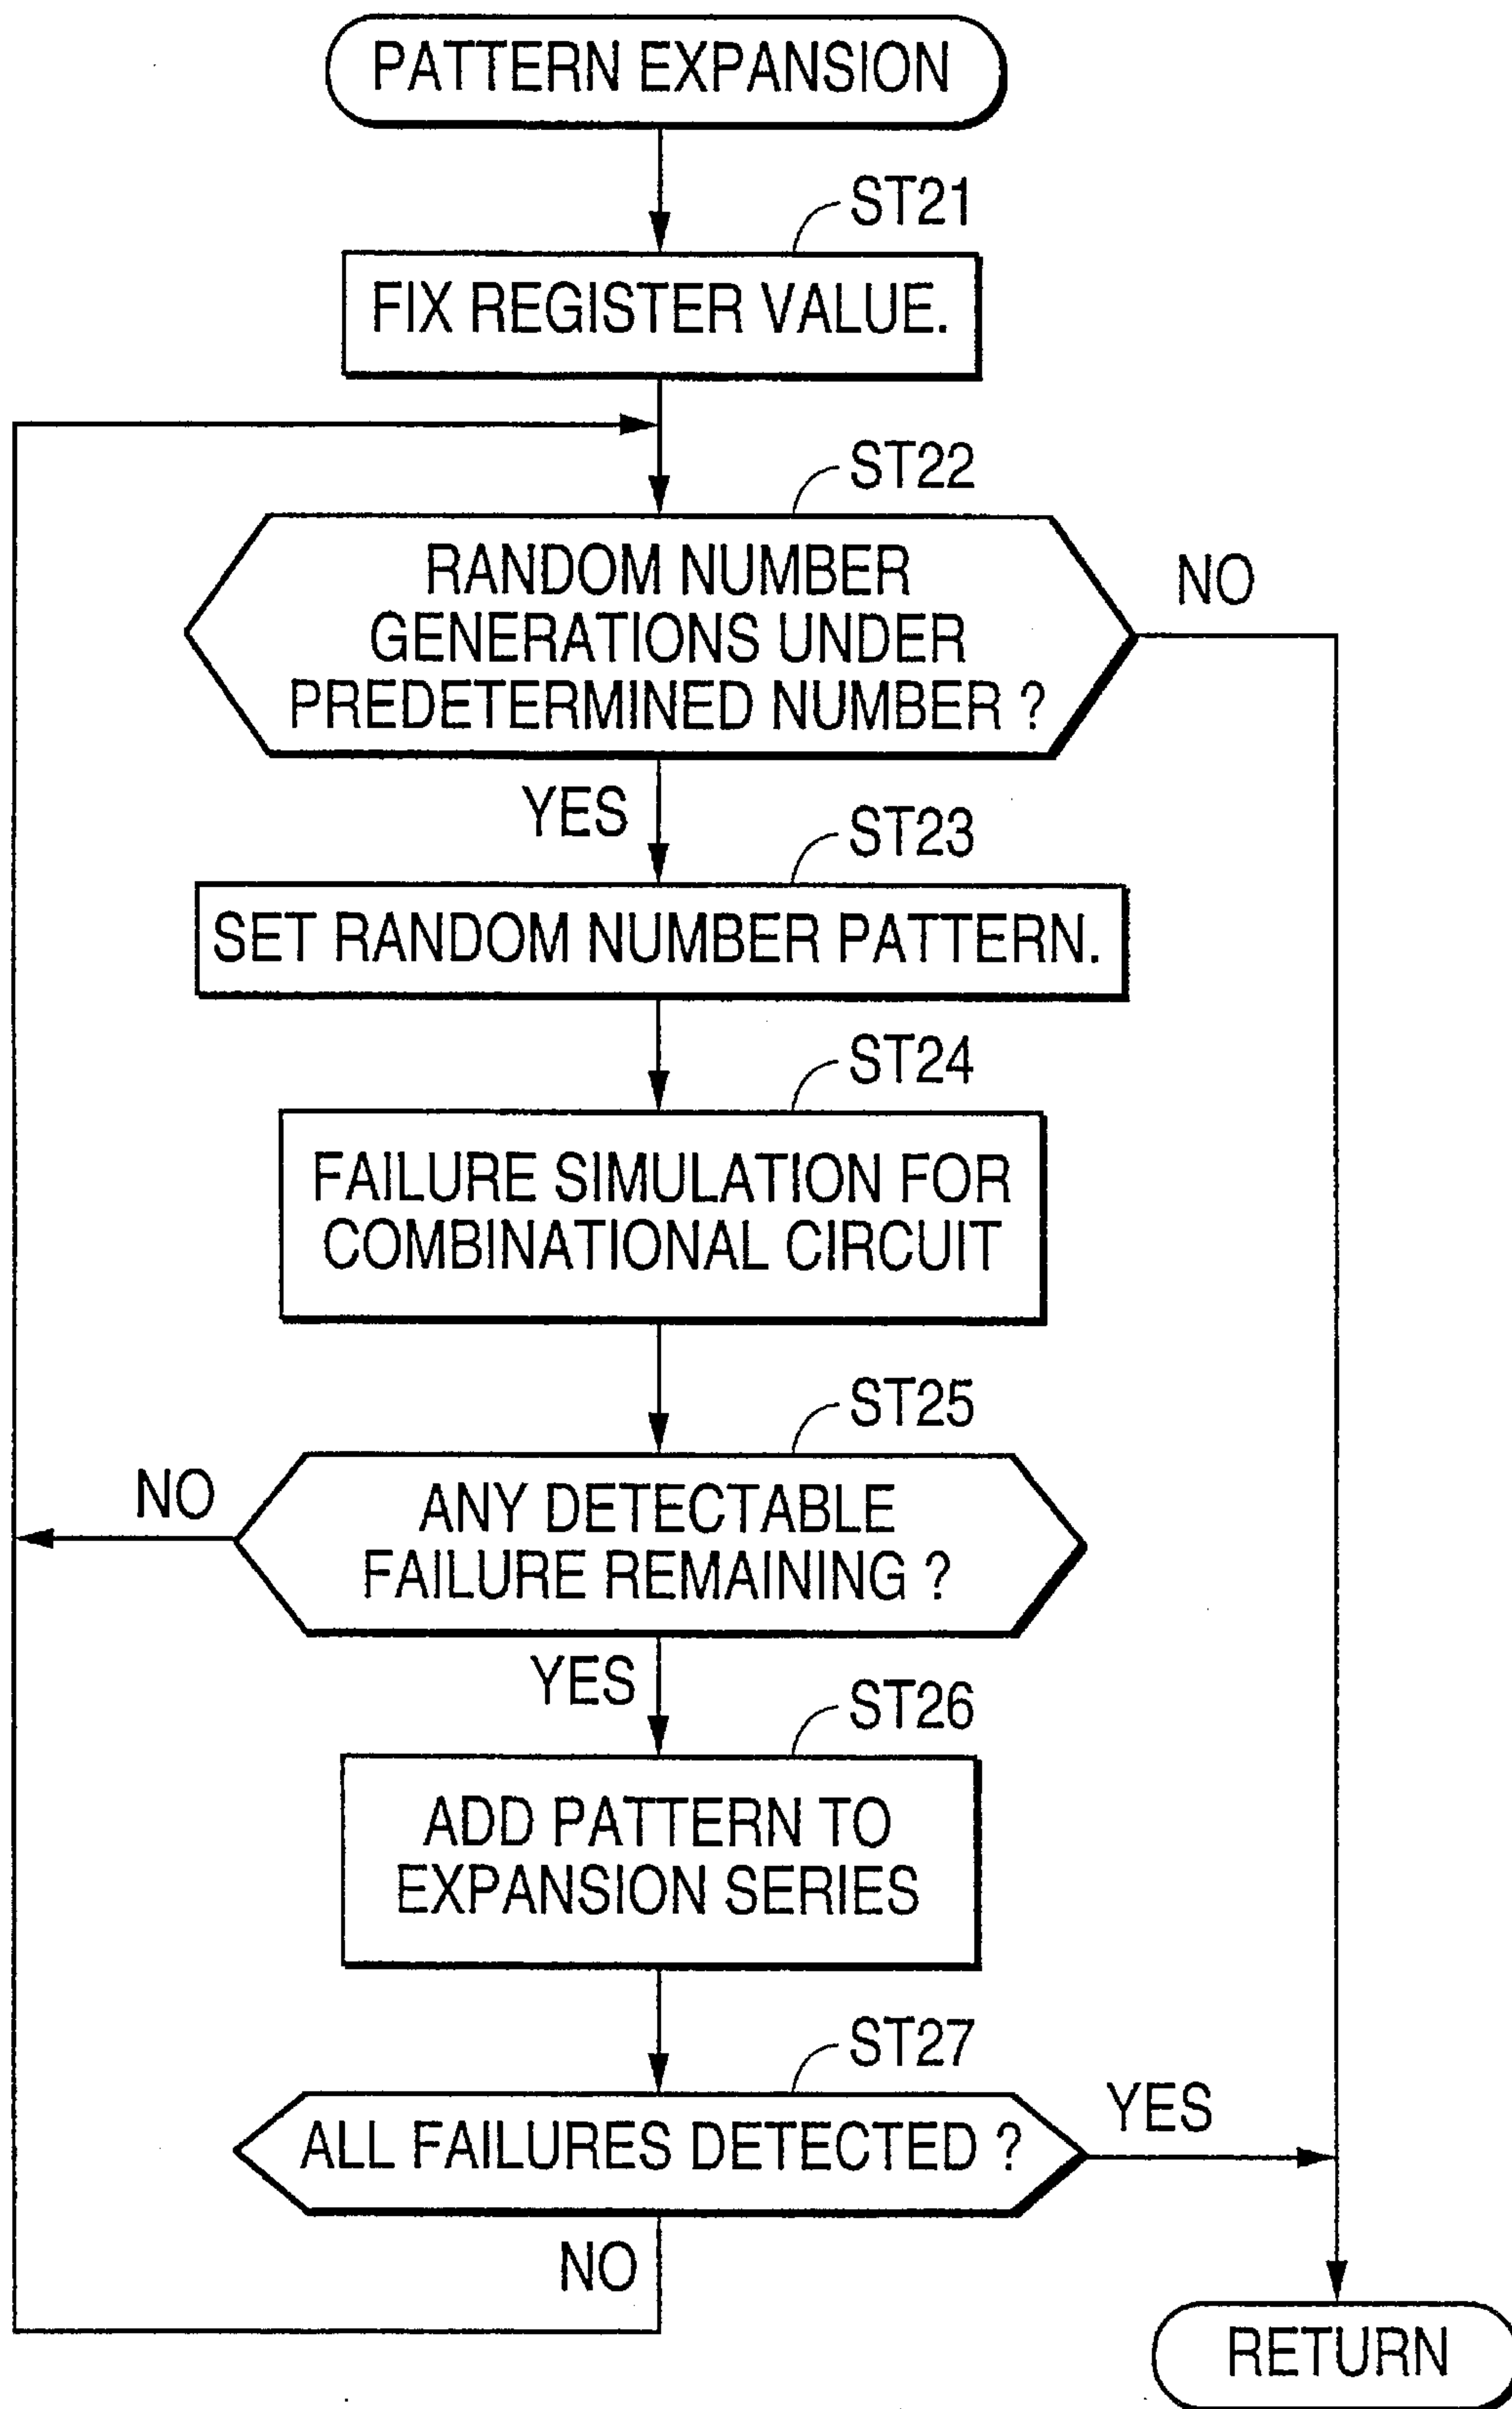 PATTERN EXPANSION
ST21
FIX REGISTER VALUE.
ST22
RANDOM NUMBER
GENERATIONS UNDER
PREDETERMINED NUMBER ?
NO
YES
ST23
SET RANDOM NUMBER PATTERN.
ST24
FAILURE SIMULATION FOR
COMBINATIONAL CIRCUIT
ST25
NO
ANY DETECTABLE
FAILURE REMAINING ?
YES
ST26
ADD PATTERN TO
EXPANSION SERIES
ST27
ALL FAILURES DETECTED ?
YES
NO
RETURN